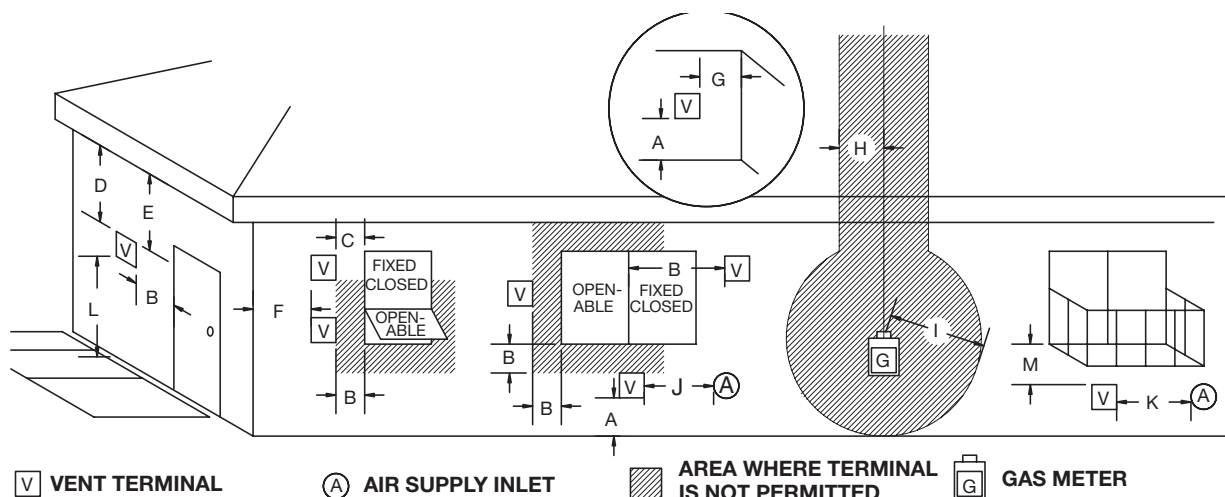 G
V
A
H
D
E
C
V
B
L
F
V
FIXED
CLOSED
OPEN-
ABLE
V
B
V
OPEN-
ABLE
FIXED
CLOSED
B
V
B
B
V
J
A
A
I
G
M
V
K
A
V VENT TERMINAL
A AIR SUPPLY INLET
AREA WHERE TERMINAL
IS NOT PERMITTED
G GAS METER